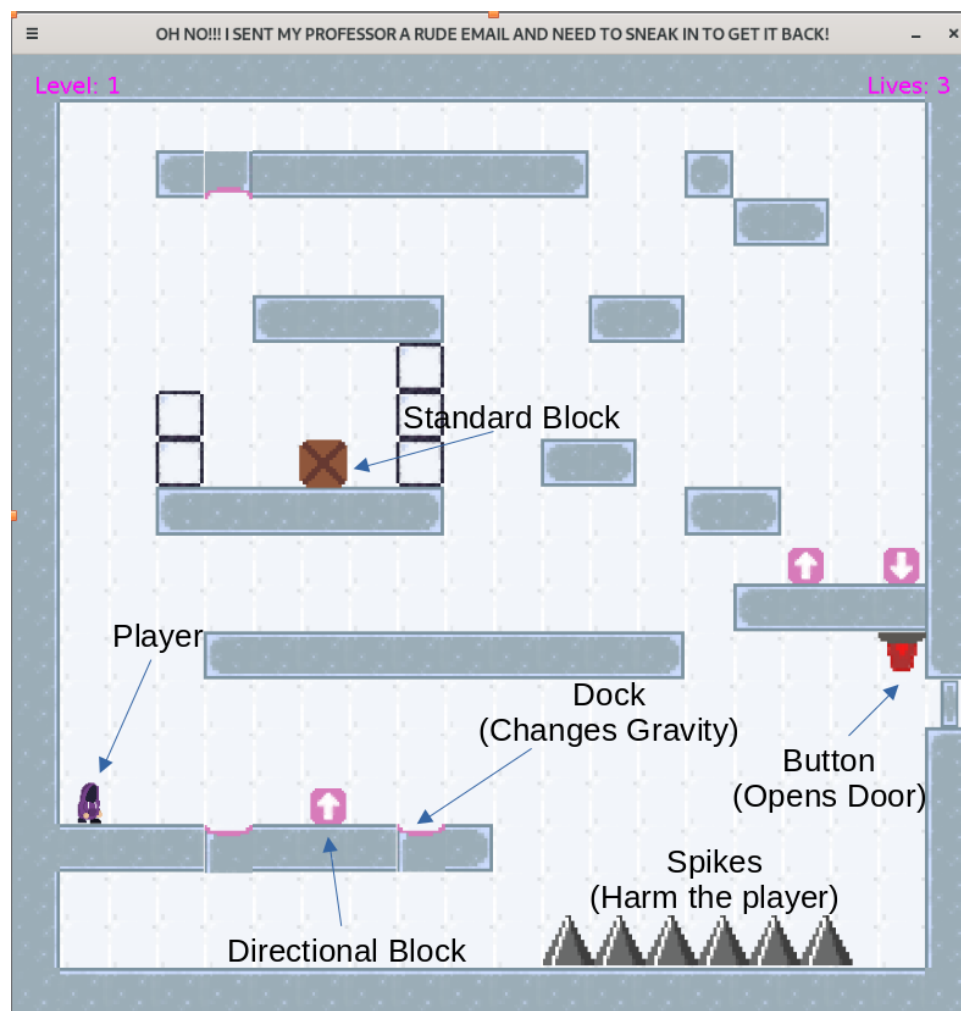 OH NO!!! I SENT MY PROFESSOR A RUDE EMAIL AND NEED TO SNEAK IN TO GET IT BACK!
Level: 1
Lives: 3
Standard Block
Player
Dock
(Changes Gravity)
Button
(Opens Door)
Spikes
(Harm the player)
Directional Block